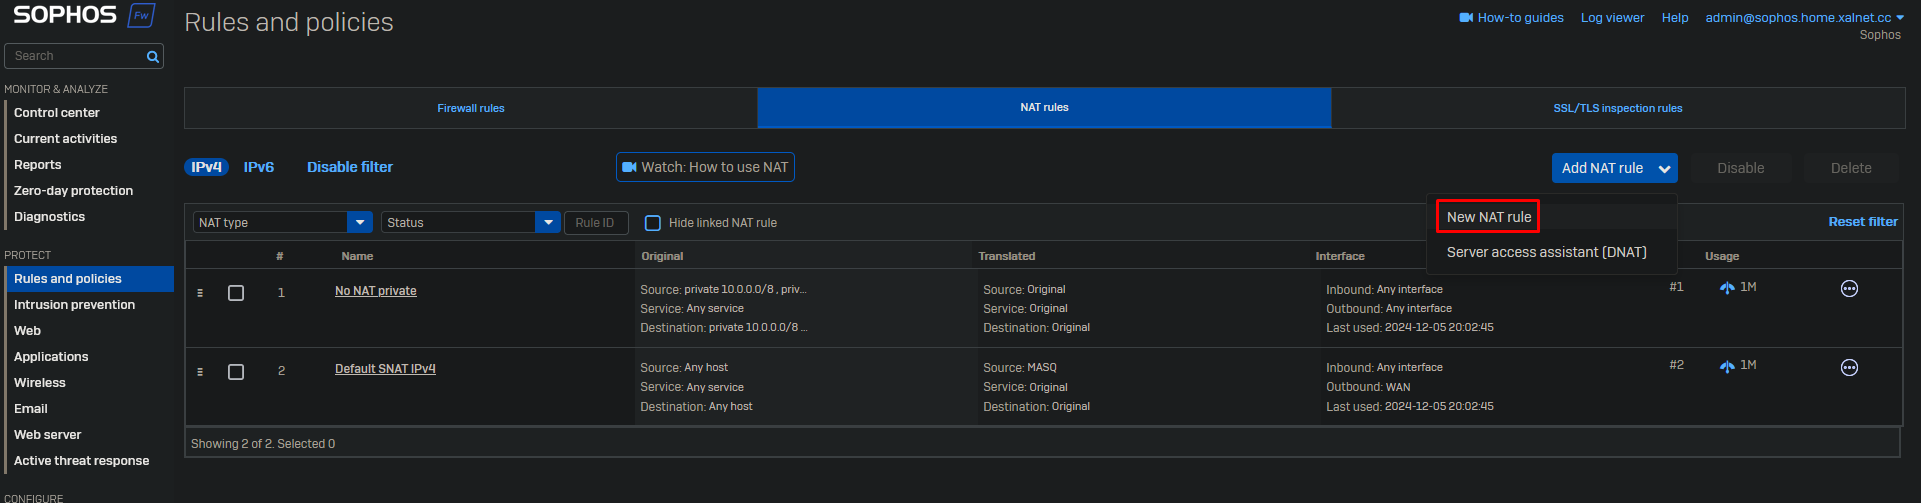 SOPHOS Fw
Rules and policies
How-to guides Log viewer Help admin@sophos.home.xalnet.cc
Sophos
Search
MONITOR & ANALYZE
Control center
Current activities
Reports
Zero-day protection
Diagnostics
PROTECT
Rules and policies
Intrusion prevention
Web
Applications
Wireless
Email
Web server
Active threat response
CONFIGURE
Firewall rules NAT rules SSL/TLS inspection rules
IPv4 IPv6 Disable filter Watch: How to use NAT Add NAT rule Disable Delete
New NAT rule
Server access assistant (DNAT)
NAT type Status Rule ID Hide linked NAT rule Reset filter
# Name Original Translated Interface Usage
1 No NAT private
Source: private 10.0.0.0/8 , priv...
Service: Any service
Destination: private 10.0.0.0/8 ...
Source: Original
Service: Original
Destination: Original
Inbound: Any interface
Outbound: Any interface
Last used: 2024-12-05 20:02:45
#1 1M
2 Default SNAT IPv4
Source: Any host
Service: Any service
Destination: Any host
Source: MASQ
Service: Original
Destination: Original
Inbound: Any interface
Outbound: WAN
Last used: 2024-12-05 20:02:45
#2 1M
Showing 2 of 2. Selected 0